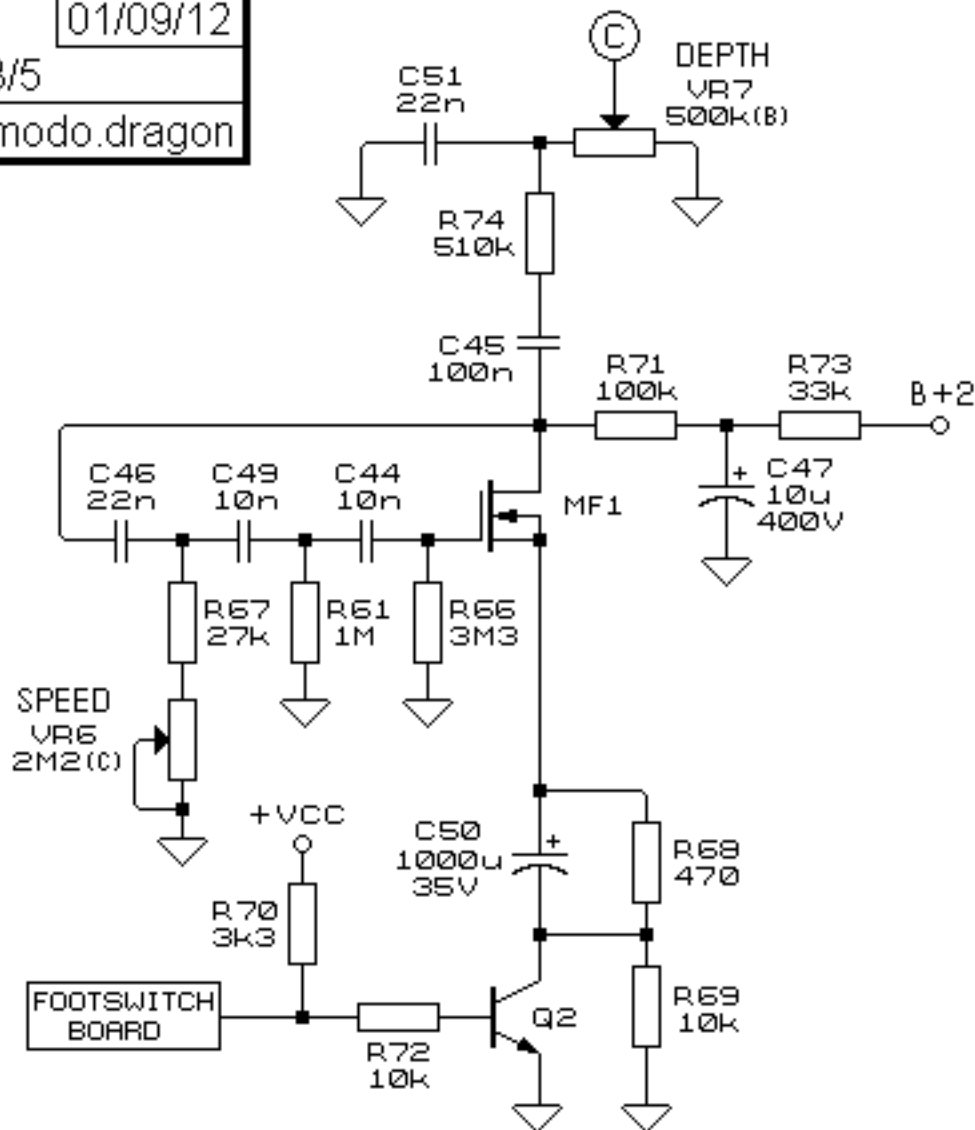 01/09/12
3/5
modo.dragon
C
DEPTH
VR7
500k(B)
C51
22n
R74
510k
C45
100n
R71
100k
R73
33k
B+2
C46
22n
C49
10n
C44
10n
MF1
+
C47
10u
400V
R67
27k
R61
1M
R66
3M3
SPEED
VR6
2M2(C)
+VCC
C50
1000u
35V
+
R68
470
R70
3k3
FOOTSWITCH
BOARD
R72
10k
Q2
R69
10k